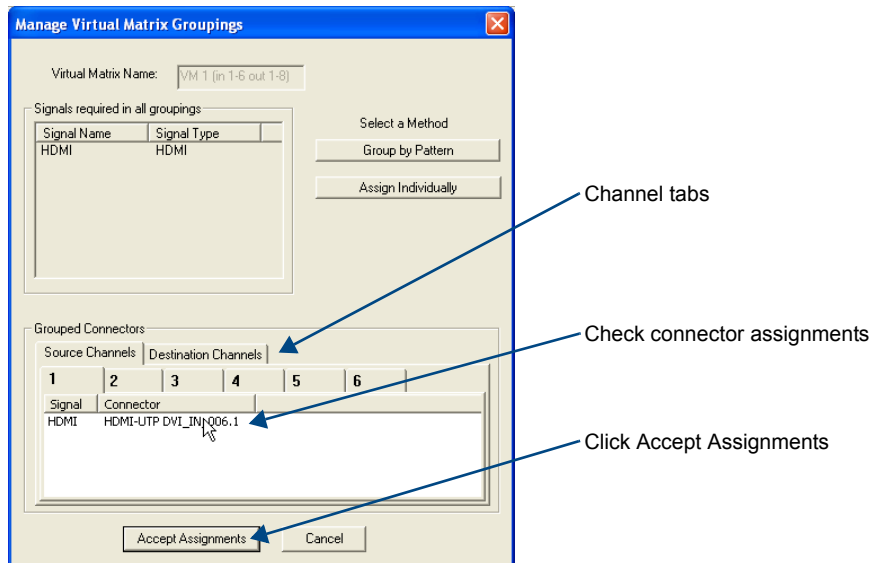 Manage Virtual Matrix Groupings
Virtual Matrix Name: VM 1 (in 1-6 out 1-8)
Signals required in all groupings
Signal Name Signal Type
HDMI HDMI
Select a Method
Group by Pattern
Assign Individually
Channel tabs
Grouped Connectors
Source Channels Destination Channels
1 2 3 4 5 6
Signal Connector
HDMI HDMI-UTP DVI_IN 006.1
Check connector assignments
Click Accept Assignments
Accept Assignments Cancel